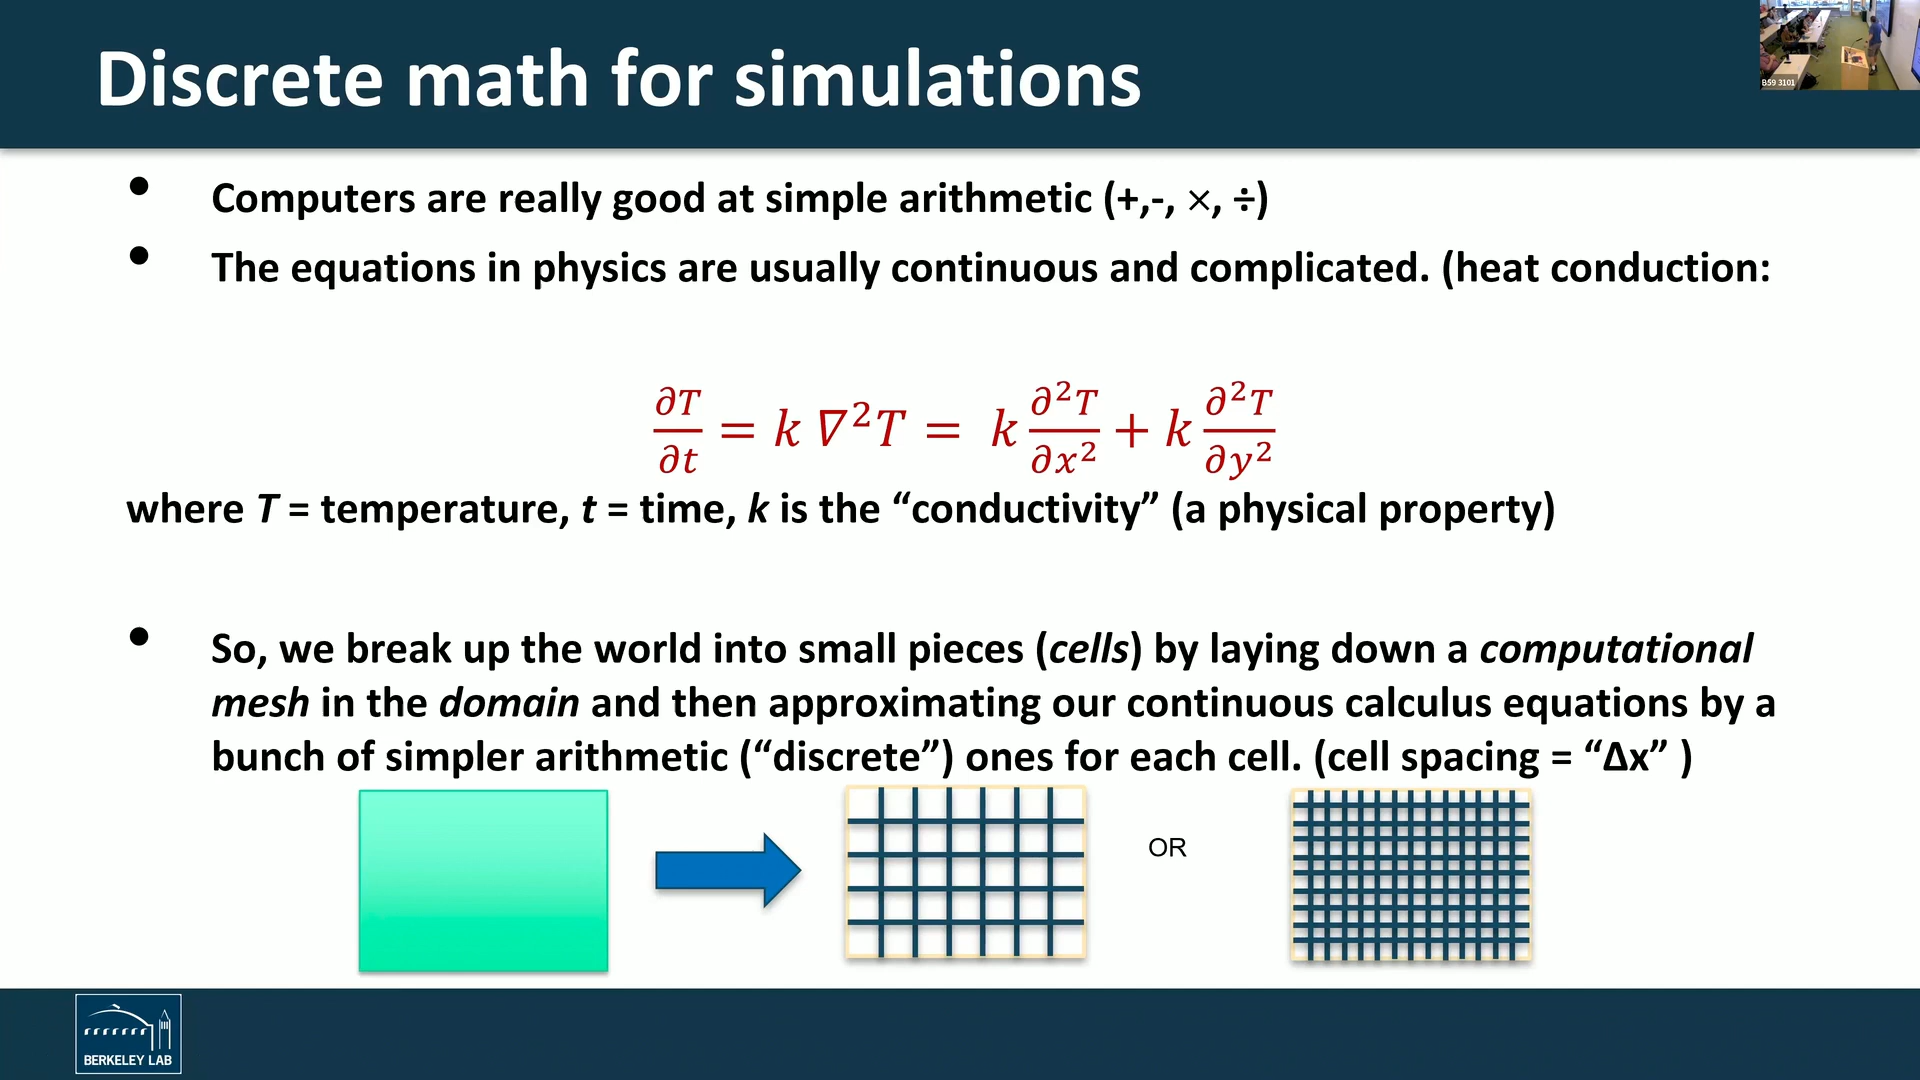 Discrete math for simulations
B59 3101
• Computers are really good at simple arithmetic (+,-, ×, ÷)
• The equations in physics are usually continuous and complicated. (heat conduction:
∂T/∂t = k ∇²T = k ∂²T/∂x² + k ∂²T/∂y²
where T = temperature, t = time, k is the “conductivity” (a physical property)
• So, we break up the world into small pieces (cells) by laying down a computational
mesh in the domain and then approximating our continuous calculus equations by a
bunch of simpler arithmetic (“discrete”) ones for each cell. (cell spacing = “Δx” )
OR
BERKELEY LAB